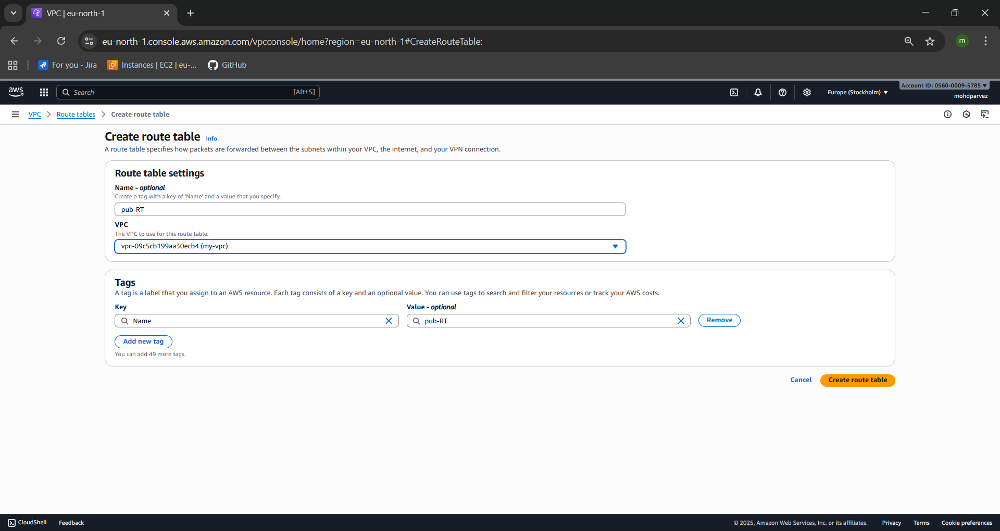 VPC | eu-north-1
eu-north-1.console.aws.amazon.com/vpcconsole/home?region=eu-north-1#CreateRouteTable:
m
For you - Jira
Instances | EC2 | eu-...
GitHub
aws
Search
[Alt+S]
Europe (Stockholm)
Account ID: 0560-0009-5785
mohdparvez
VPC
Route tables
Create route table
Create route table Info
A route table specifies how packets are forwarded between the subnets within your VPC, the internet, and your VPN connection.
Route table settings
Name - optional
Create a tag with a key of 'Name' and a value that you specify.
pub-RT
VPC
The VPC to use for this route table.
vpc-09c5cb199aa30ecb4 (my-vpc)
Tags
A tag is a label that you assign to an AWS resource. Each tag consists of a key and an optional value. You can use tags to search and filter your resources or track your AWS costs.
Key
Value - optional
Name
pub-RT
Remove
Add new tag
You can add 49 more tags.
Cancel
Create route table
CloudShell
Feedback
© 2025, Amazon Web Services, Inc. or its affiliates.
Privacy
Terms
Cookie preferences